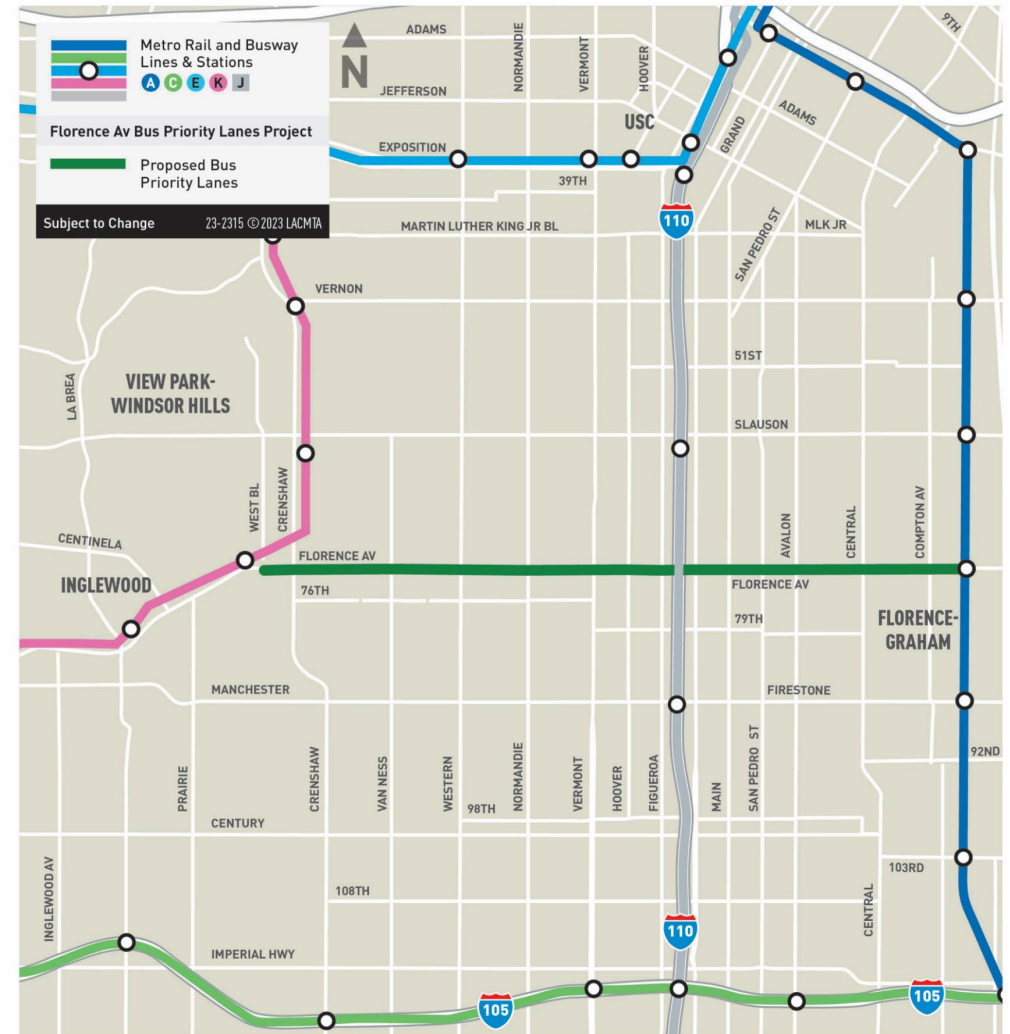 Metro Rail and Busway
Lines & Stations
A C E K J
Florence Av Bus Priority Lanes Project
Proposed Bus
Priority Lanes
Subject to Change 23-2315 © 2023 LACMTA
N
ADAMS
JEFFERSON
EXPOSITION
NORMANDIE
VERMONT
HOOVER
USC
GRAND
ADAMS
9TH
39TH
110
MARTIN LUTHER KING JR BL
SAN PEDRO ST
MLK JR
VERNON
51ST
LA BREA
VIEW PARK-
WINDSOR HILLS
SLAUSON
WEST BL
CRENSHAW
AVALON
CENTRAL
COMPTON AV
CENTINELA
INGLEWOOD
FLORENCE AV
FLORENCE AV
76TH
79TH
FLORENCE-
GRAHAM
MANCHESTER
FIRESTONE
PRAIRIE
CRENSHAW
VAN NESS
WESTERN
NORMANDIE
VERMONT
HOOVER
FIGUEROA
MAIN
SAN PEDRO ST
92ND
98TH
CENTURY
103RD
INGLEWOOD AV
108TH
CENTRAL
110
IMPERIAL HWY
105
105